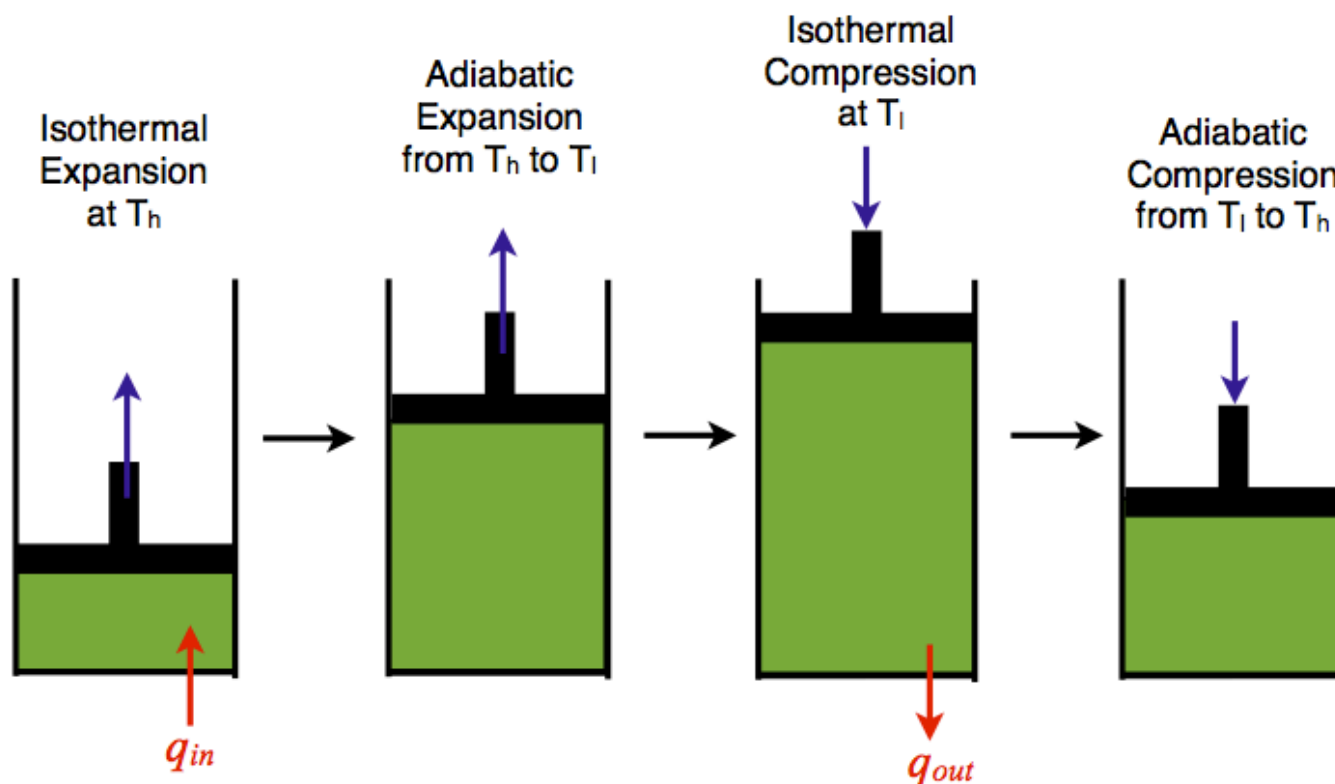 Isothermal
Expansion
at Th
Adiabatic
Expansion
from Th to Tl
Isothermal
Compression
at Tl
Adiabatic
Compression
from Tl to Th
qin
qout